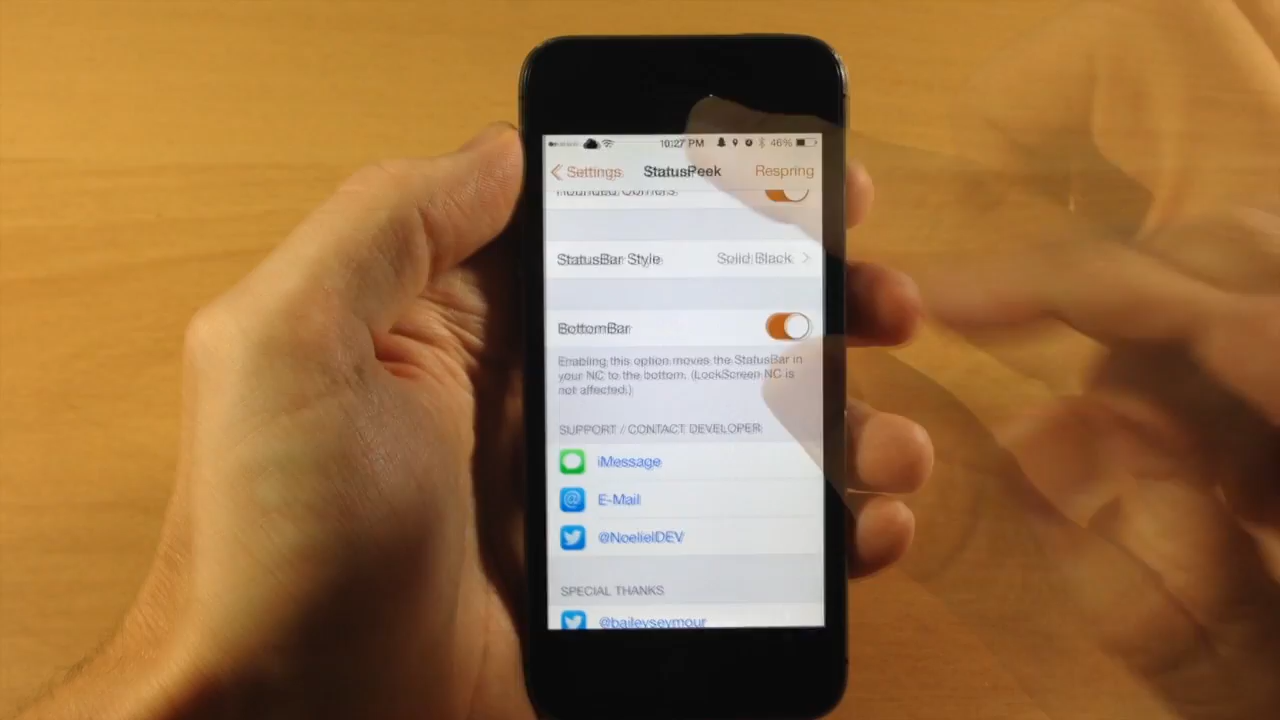 10:27 PM 46%
Settings StatusPeek Respring
Rounded Corners
StatusBar Style Solid Black
BottomBar
Enabling this option moves the StatusBar in
your NC to the bottom. (LockScreen NC is
not affected.)
SUPPORT / CONTACT DEVELOPER
iMessage
E-Mail
@NoelielDEV
SPECIAL THANKS
@baileyseymour